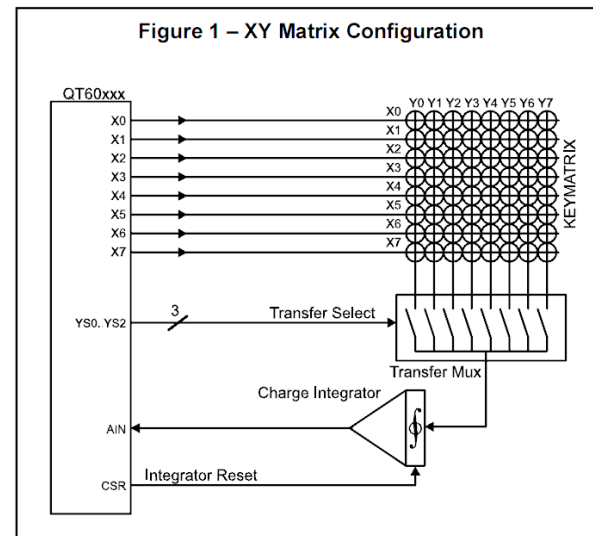 Figure 1 – XY Matrix Configuration
QT60xxx
Y0 Y1 Y2 Y3 Y4 Y5 Y6 Y7
X0 X0
X1 X1
X2 X2
X3 X3
X4 X4
X5 X5
X6 X6
X7 X7
KEYMATRIX
3
YS0. YS2 Transfer Select
Transfer Mux
Charge Integrator
AIN
∮
Integrator Reset
CSR